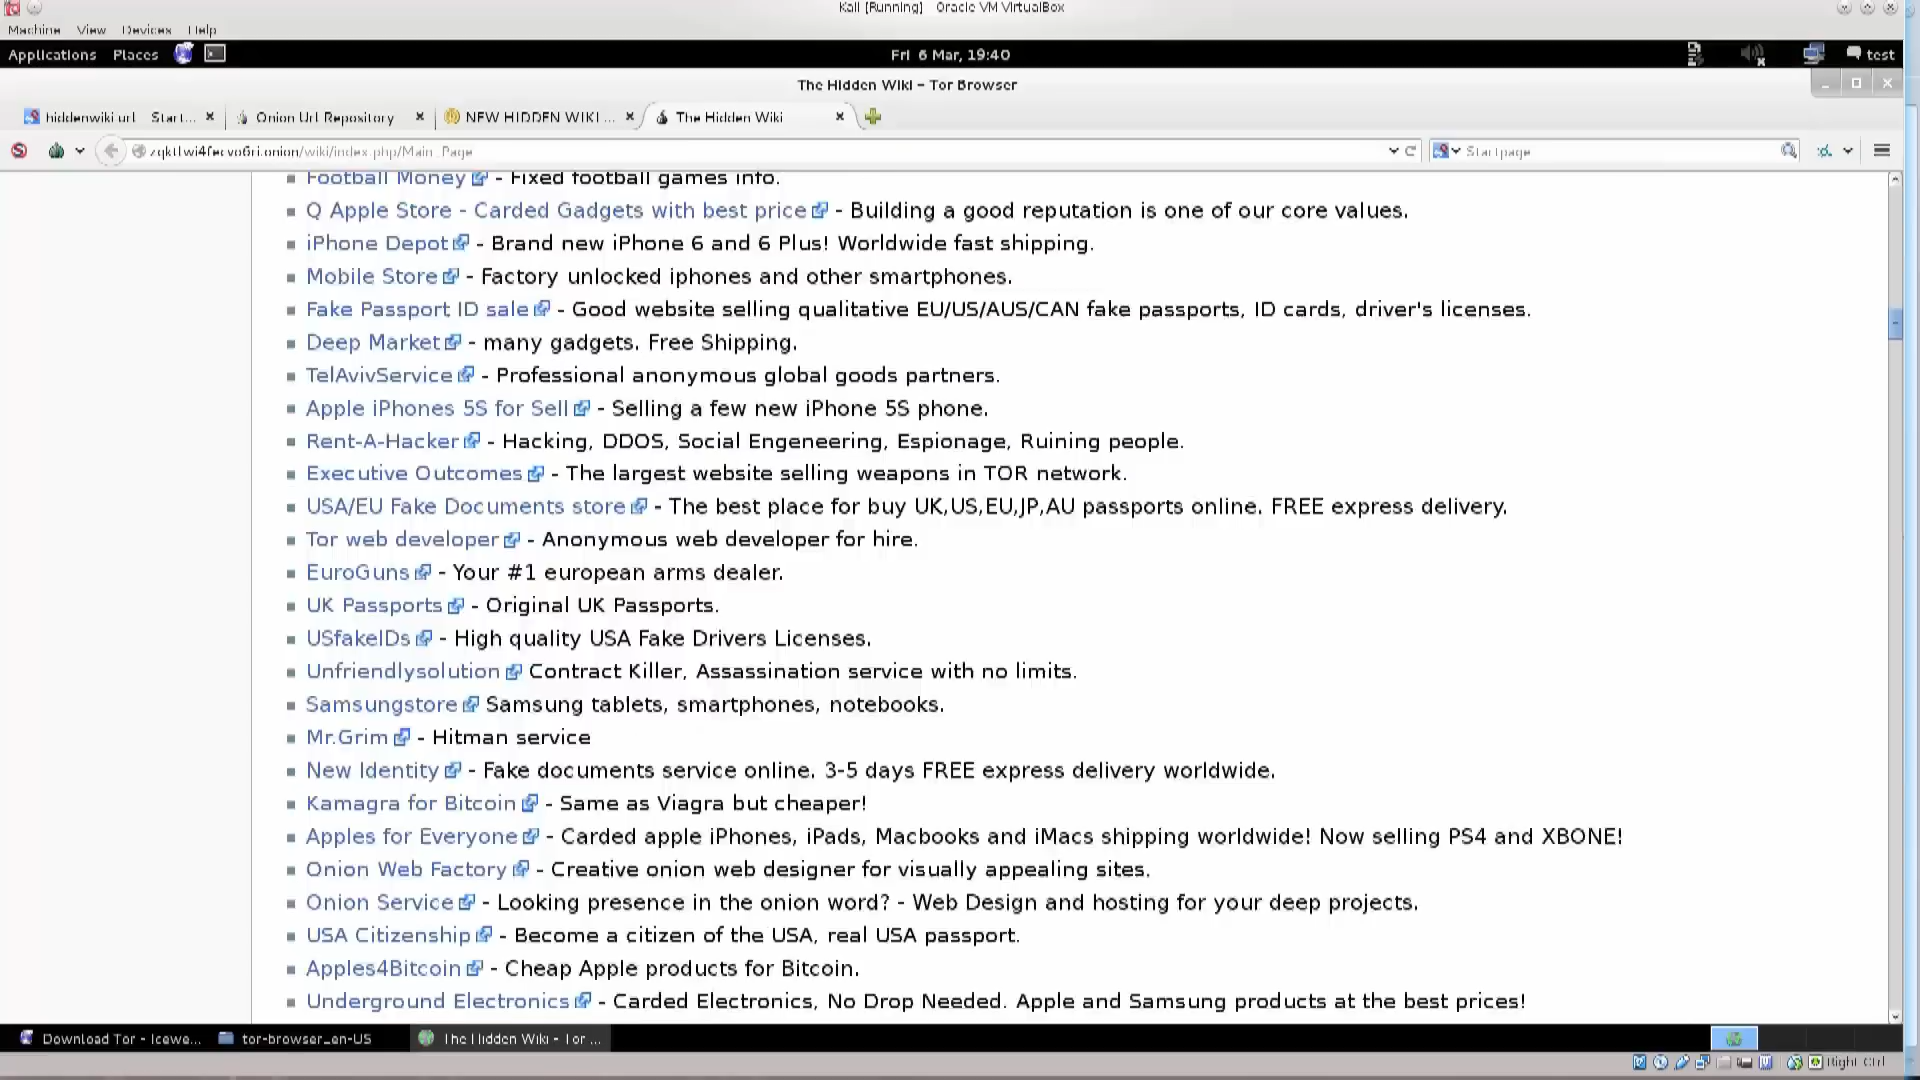 Kali [Running] Oracle VM VirtualBox
Machine View Devices Help
Applications Places Fri 6 Mar, 19:40 test
The Hidden Wiki - Tor Browser
hiddenwiki url Start... Onion Url Repository NEW HIDDEN WIKI ... The Hidden Wiki
.onion/wiki/index.php/Main_Page Startpage
Football Money - Fixed football games info.
Q Apple Store - Carded Gadgets with best price - Building a good reputation is one of our core values.
iPhone Depot - Brand new iPhone 6 and 6 Plus! Worldwide fast shipping.
Mobile Store - Factory unlocked iphones and other smartphones.
Fake Passport ID sale - Good website selling qualitative EU/US/AUS/CAN fake passports, ID cards, driver's licenses.
Deep Market - many gadgets. Free Shipping.
TelAvivService - Professional anonymous global goods partners.
Apple iPhones 5S for Sell - Selling a few new iPhone 5S phone.
Rent-A-Hacker - Hacking, DDOS, Social Engeneering, Espionage, Ruining people.
Executive Outcomes - The largest website selling weapons in TOR network.
USA/EU Fake Documents store - The best place for buy UK,US,EU,JP,AU passports online. FREE express delivery.
Tor web developer - Anonymous web developer for hire.
EuroGuns - Your #1 european arms dealer.
UK Passports - Original UK Passports.
USfakeIDs - High quality USA Fake Drivers Licenses.
Unfriendlysolution Contract Killer, Assassination service with no limits.
Samsungstore Samsung tablets, smartphones, notebooks.
Mr.Grim - Hitman service
New Identity - Fake documents service online. 3-5 days FREE express delivery worldwide.
Kamagra for Bitcoin - Same as Viagra but cheaper!
Apples for Everyone - Carded apple iPhones, iPads, Macbooks and iMacs shipping worldwide! Now selling PS4 and XBONE!
Onion Web Factory - Creative onion web designer for visually appealing sites.
Onion Service - Looking presence in the onion word? - Web Design and hosting for your deep projects.
USA Citizenship - Become a citizen of the USA, real USA passport.
Apples4Bitcoin - Cheap Apple products for Bitcoin.
Underground Electronics - Carded Electronics, No Drop Needed. Apple and Samsung products at the best prices!
Download Tor - Icewe... tor-browser_en-US The Hidden Wiki - Tor ...
Right Ctrl